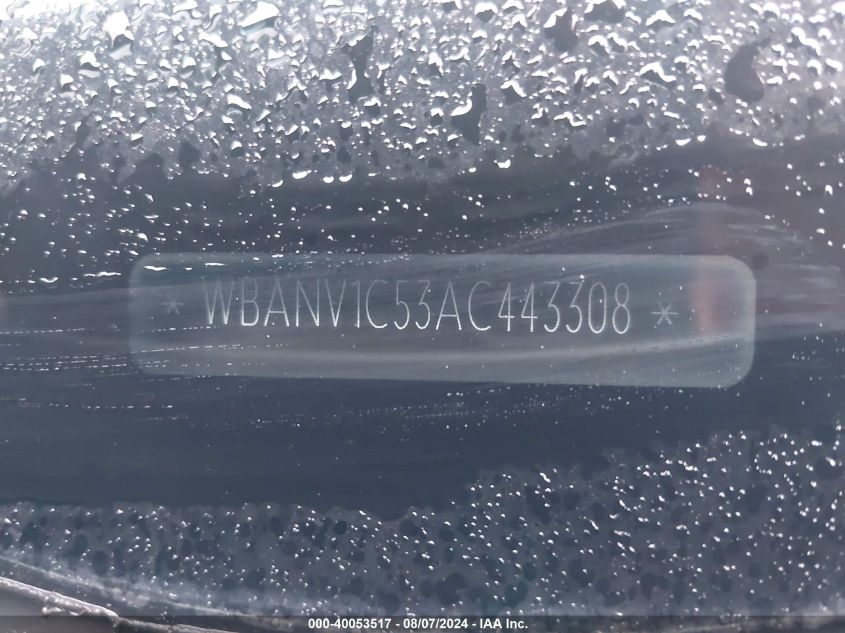 * WBANV1C53AC443308 *
000-40053517 - 08/07/2024 - IAA Inc.